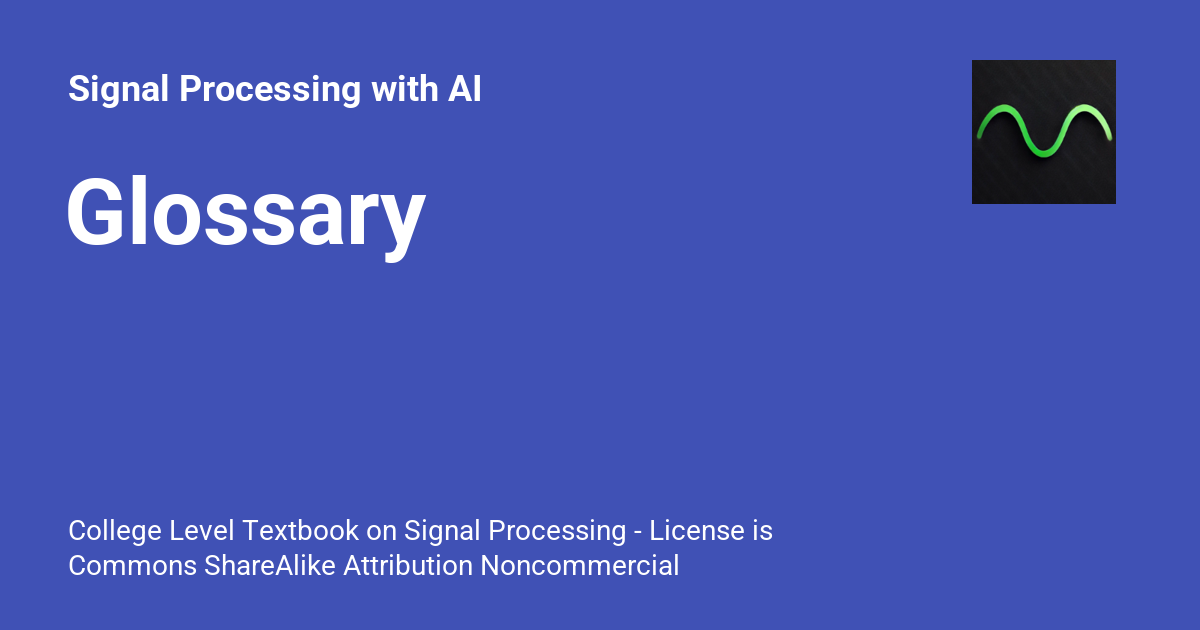 Signal Processing with AI
Glossary
College Level Textbook on Signal Processing - License is
Commons ShareAlike Attribution Noncommercial